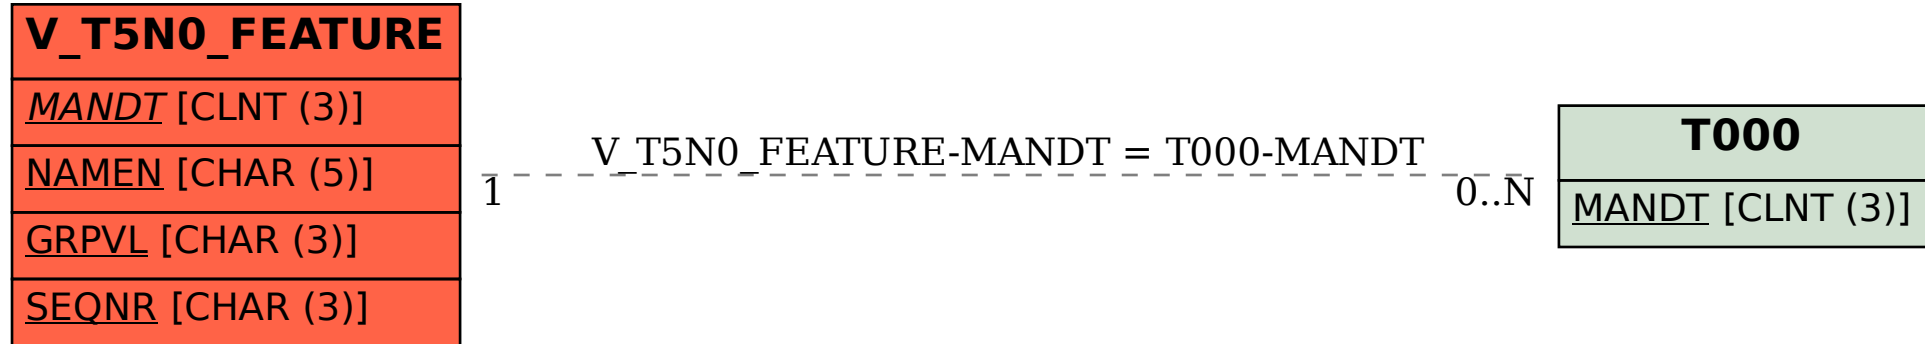 V_T5N0_FEATURE
MANDT [CLNT (3)]
NAMEN [CHAR (5)]
GRPVL [CHAR (3)]
SEQNR [CHAR (3)]
V_T5N0_FEATURE-MANDT = T000-MANDT
1
0..N
T000
MANDT [CLNT (3)]